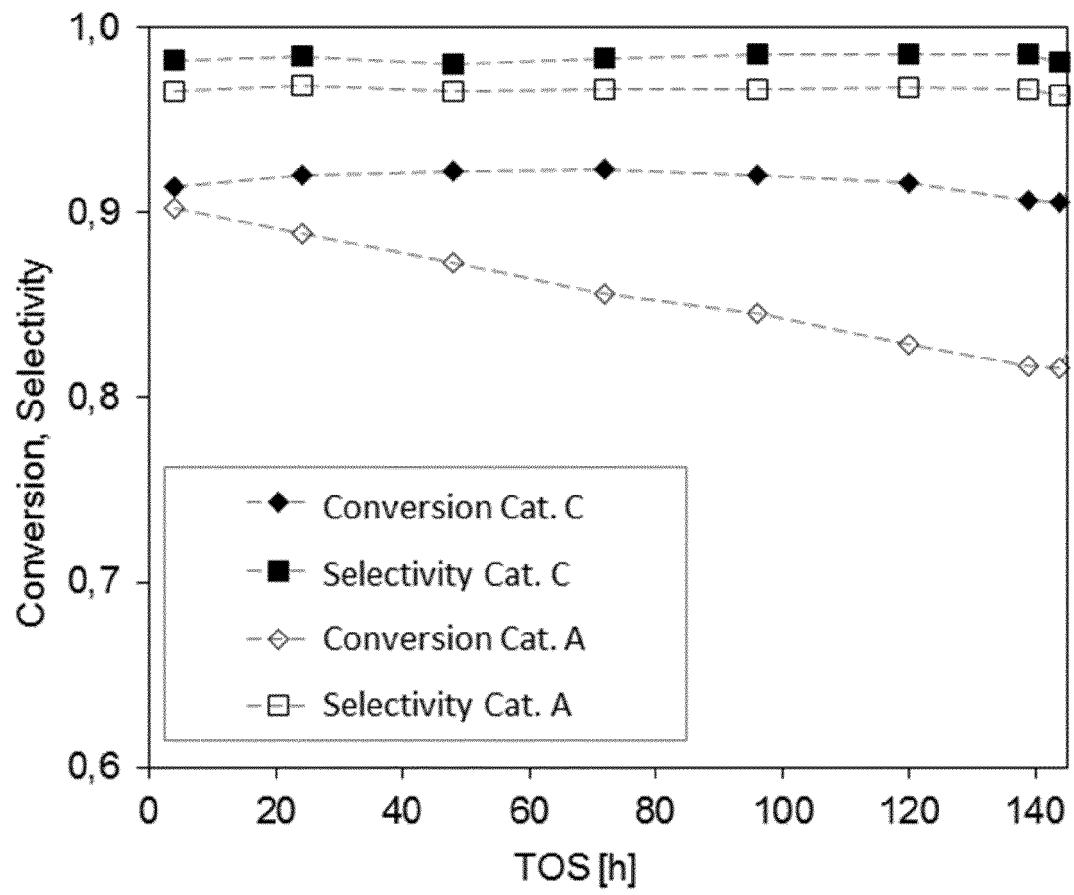 1,0
0,9
0,8
0,7
0,6
Conversion, Selectivity
Conversion Cat. C
Selectivity Cat. C
Conversion Cat. A
Selectivity Cat. A
0 20 40 60 80 100 120 140
TOS [h]